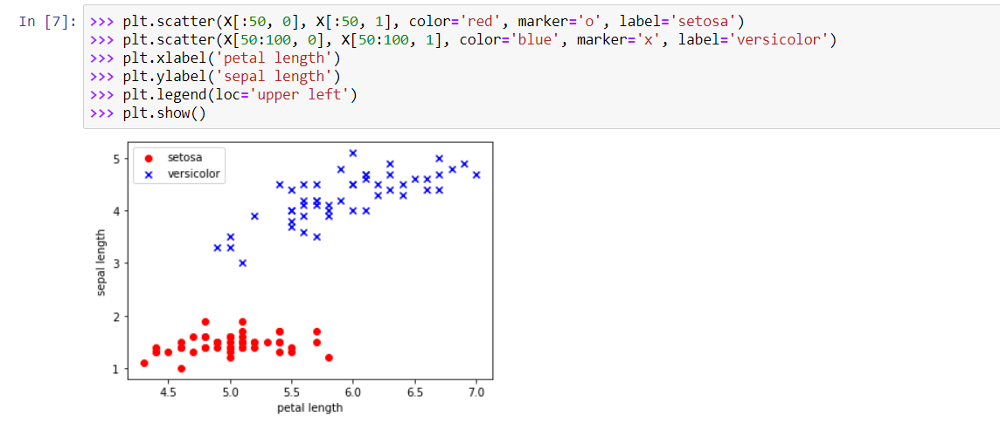 In [7]: >>> plt.scatter(X[:50, 0], X[:50, 1], color='red', marker='o', label='setosa')
>>> plt.scatter(X[50:100, 0], X[50:100, 1], color='blue', marker='x', label='versicolor')
>>> plt.xlabel('petal length')
>>> plt.ylabel('sepal length')
>>> plt.legend(loc='upper left')
>>> plt.show()
setosa
versicolor
5
4
3
2
1
sepal length
4.5 5.0 5.5 6.0 6.5 7.0
petal length